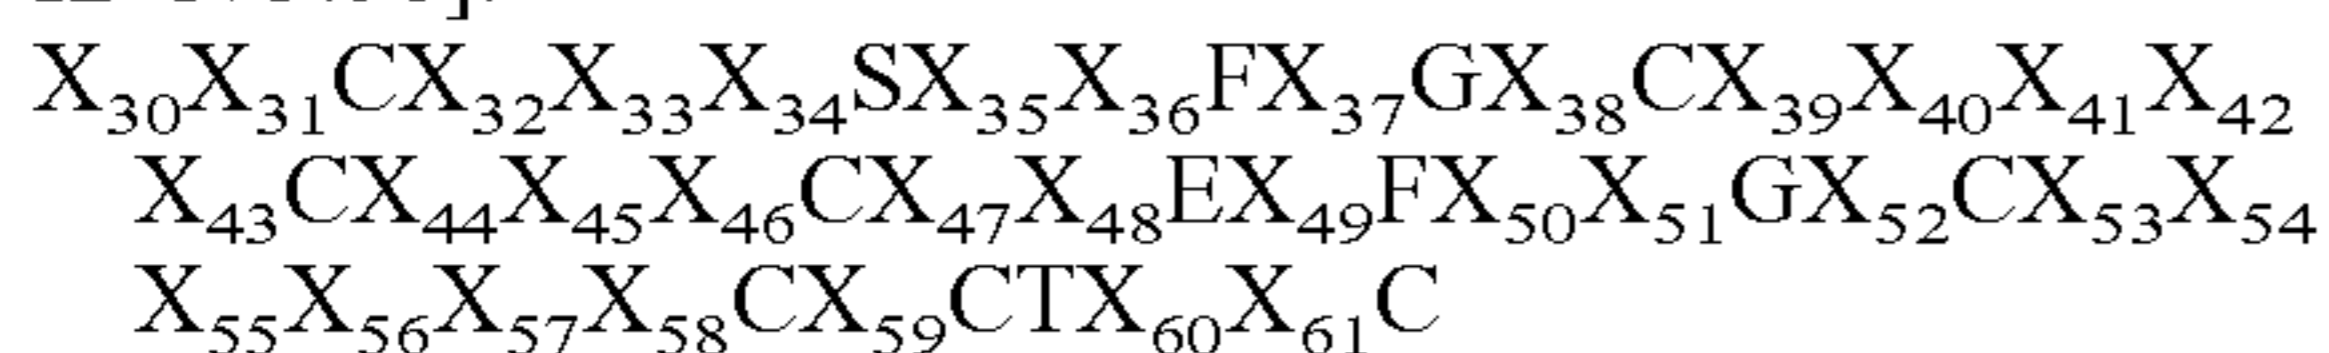 X₃₀X₃₁CX₃₂X₃₃X₃₄SX₃₅X₃₆FX₃₇GX₃₈CX₃₉X₄₀X₄₁X₄₂
X₄₃CX₄₄X₄₅X₄₆CX₄₇X₄₈EX₄₉FX₅₀X₅₁GX₅₂CX₅₃X₅₄
X₅₅X₅₆X₅₇X₅₈CX₅₉CTX₆₀X₆₁C